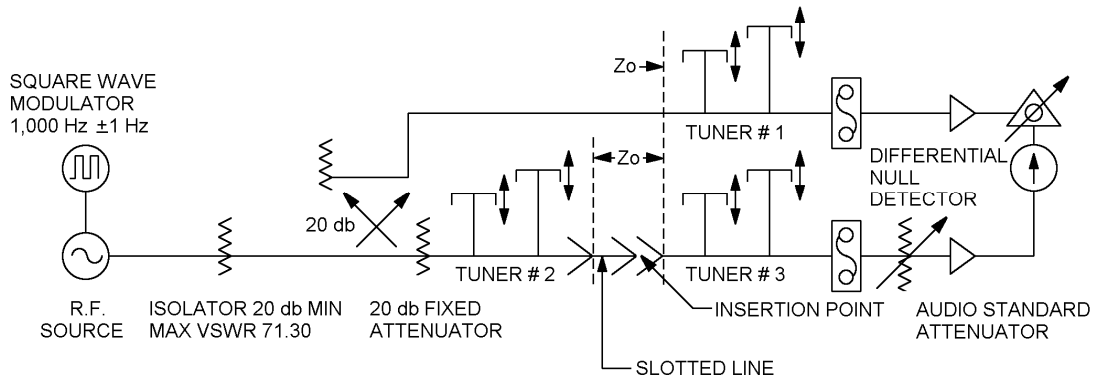 SQUARE WAVE
MODULATOR
1,000 Hz ±1 Hz
Zo
TUNER # 1
Zo
DIFFERENTIAL
NULL
DETECTOR
20 db
TUNER # 2
TUNER # 3
R.F.
SOURCE
ISOLATOR 20 db MIN
MAX VSWR 71.30
20 db FIXED
ATTENUATOR
INSERTION POINT
AUDIO STANDARD
ATTENUATOR
SLOTTED LINE